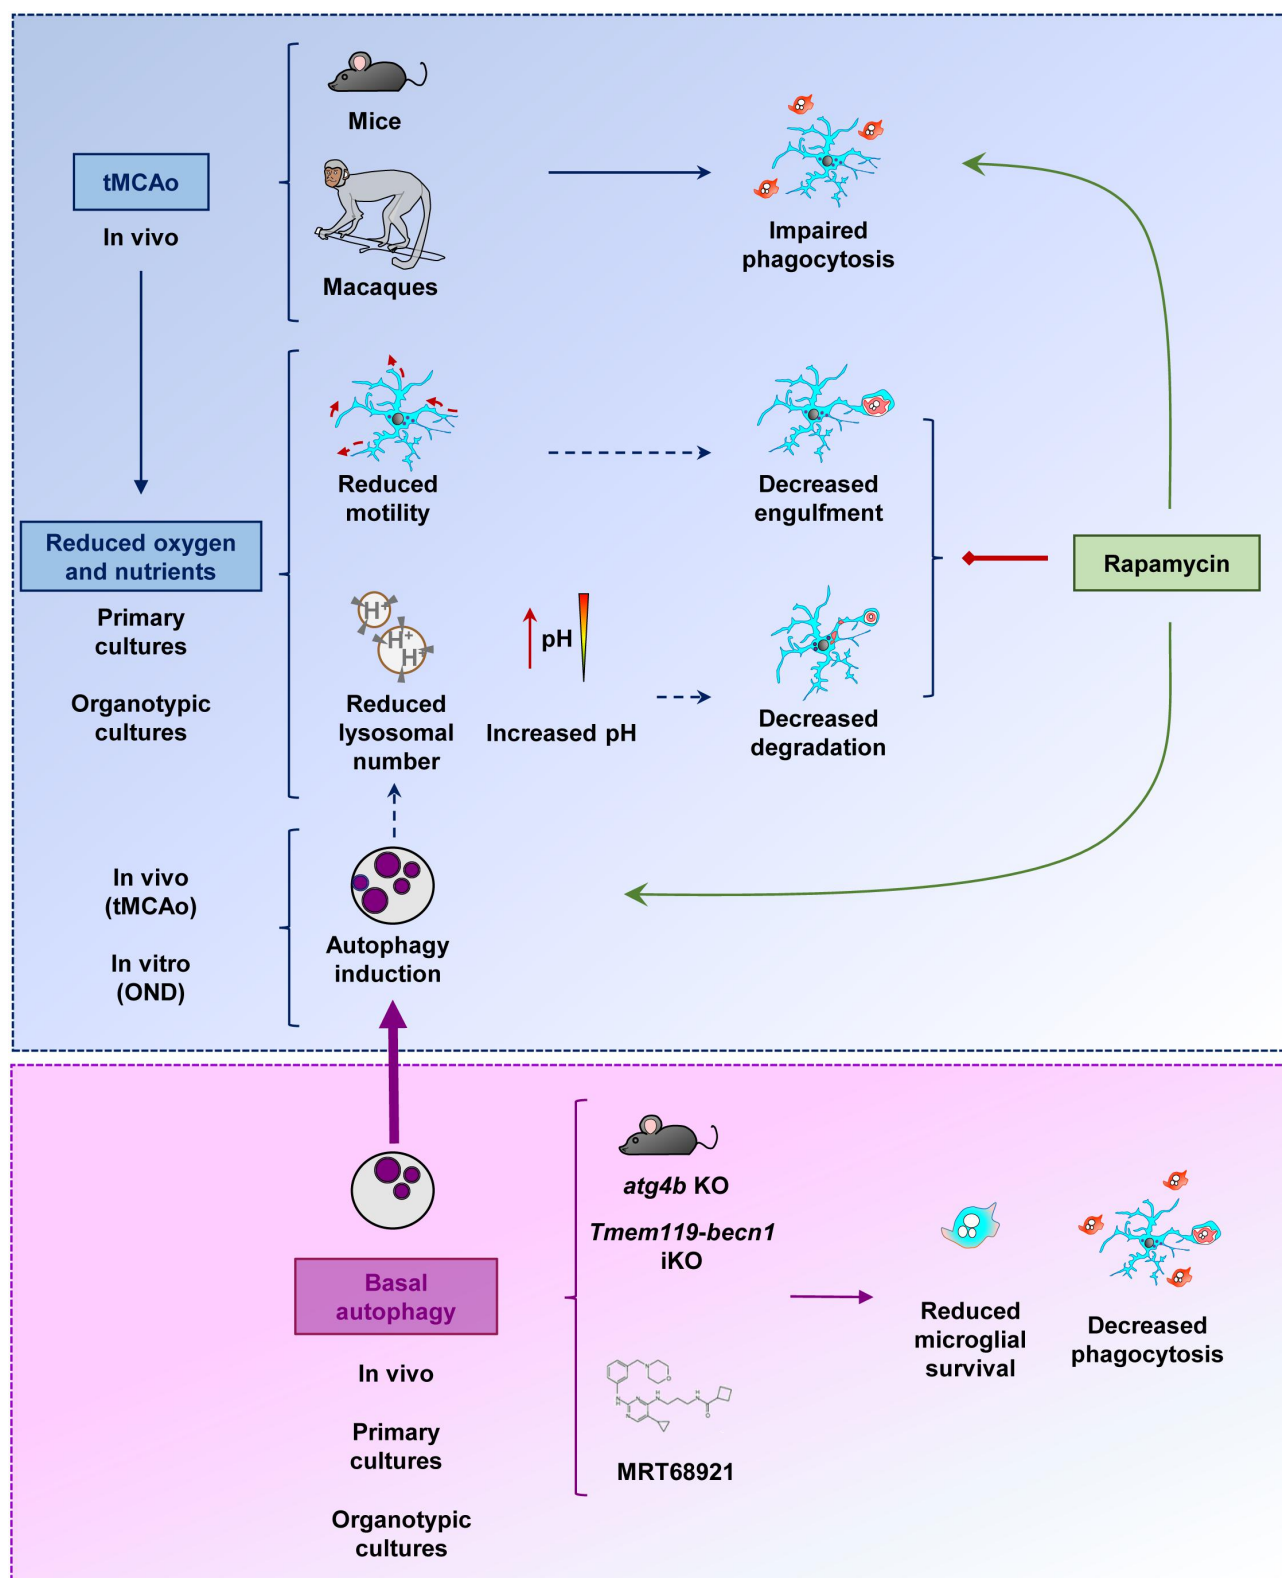 Mice
tMCAo
In vivo
Macaques
Impaired
phagocytosis
Reduced
motility
Decreased
engulfment
Reduced oxygen
and nutrients
Primary
cultures
Organotypic
cultures
H+
H+
H+
Reduced
lysosomal
number
pH
Increased pH
Decreased
degradation
Rapamycin
In vivo
(tMCAo)
In vitro
(OND)
Autophagy
induction
atg4b KO
Tmem119-becn1
iKO
Basal
autophagy
In vivo
Primary
cultures
Organotypic
cultures
N
O
N
H
N
N
H
N
H
N
O
MRT68921
Reduced
microglial
survival
Decreased
phagocytosis